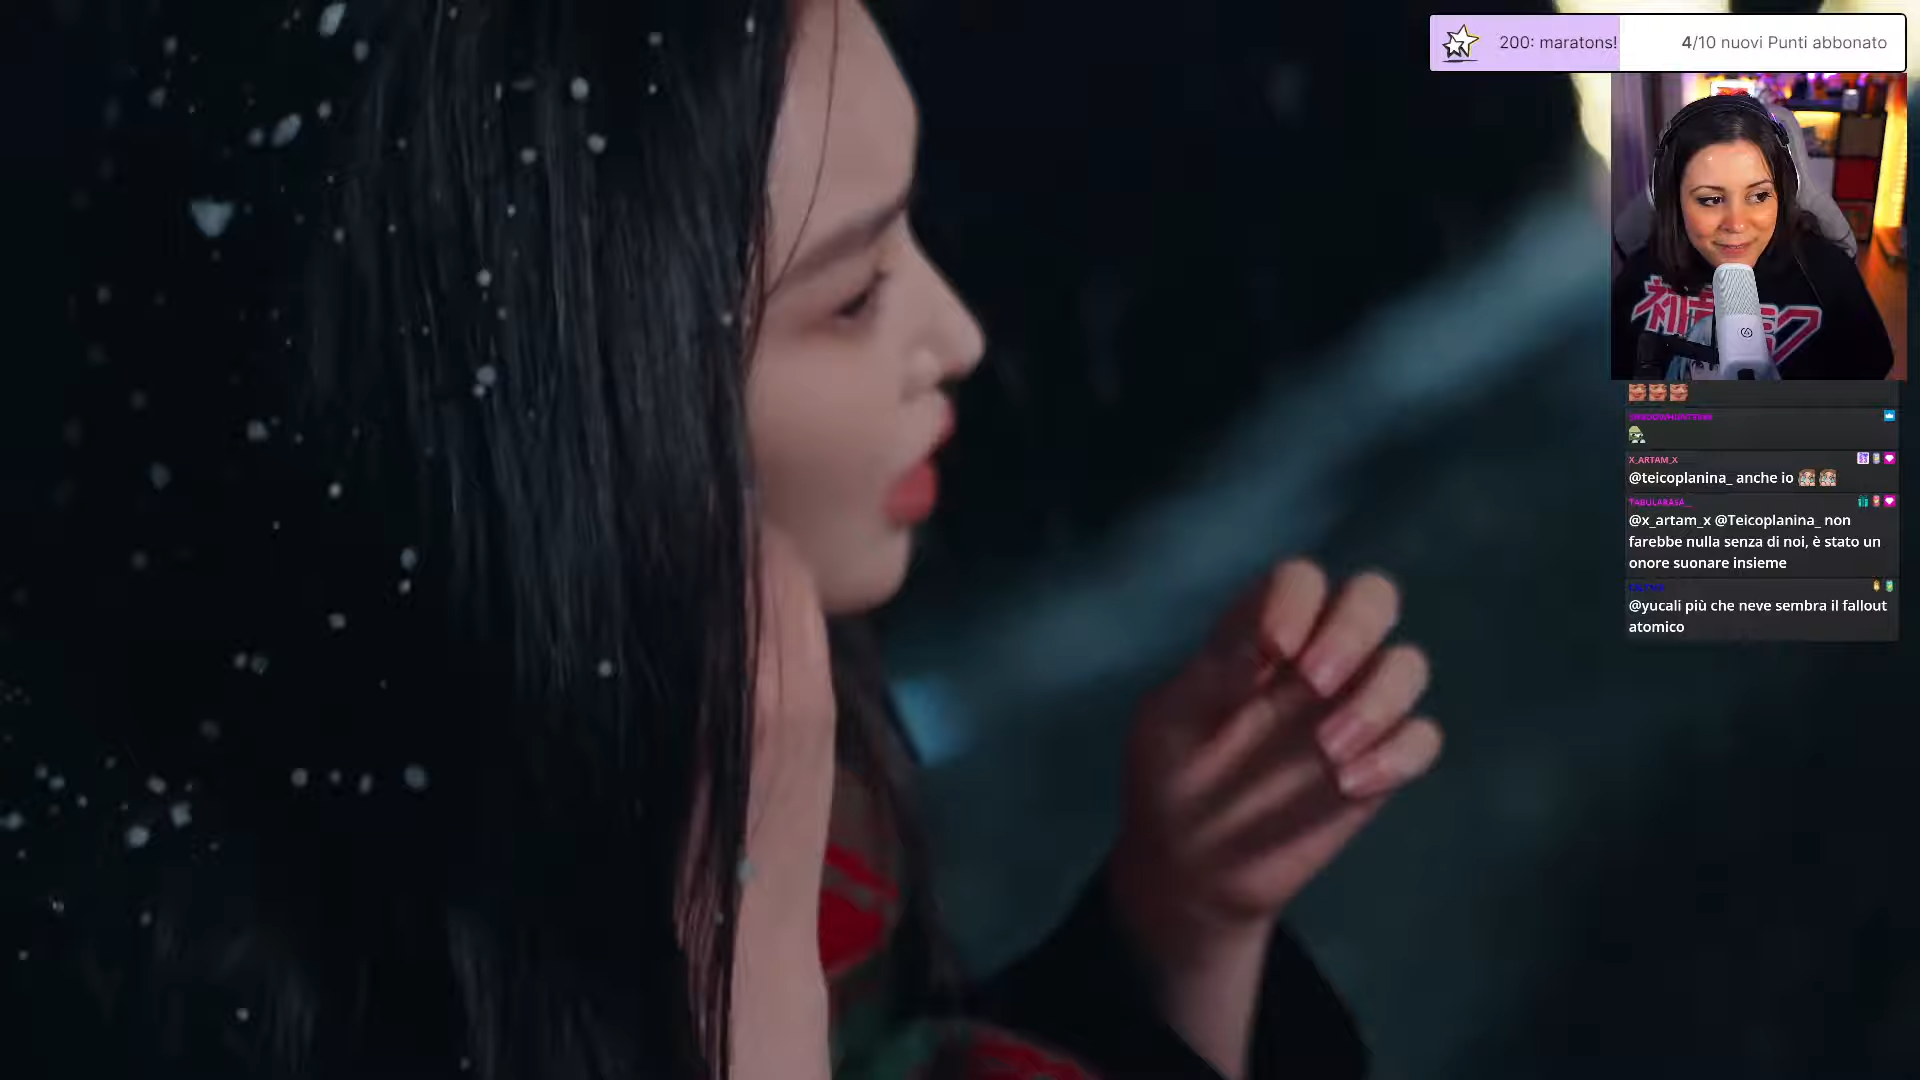 200: maratons!
4/10 nuovi Punti abbonato
X_ARTAM_X
@teicoplanina_ anche io
TABULARASA_
@x_artam_x @Teicoplanina_ non
farebbe nulla senza di noi, è stato un
onore suonare insieme
@yucali più che neve sembra il fallout
atomico